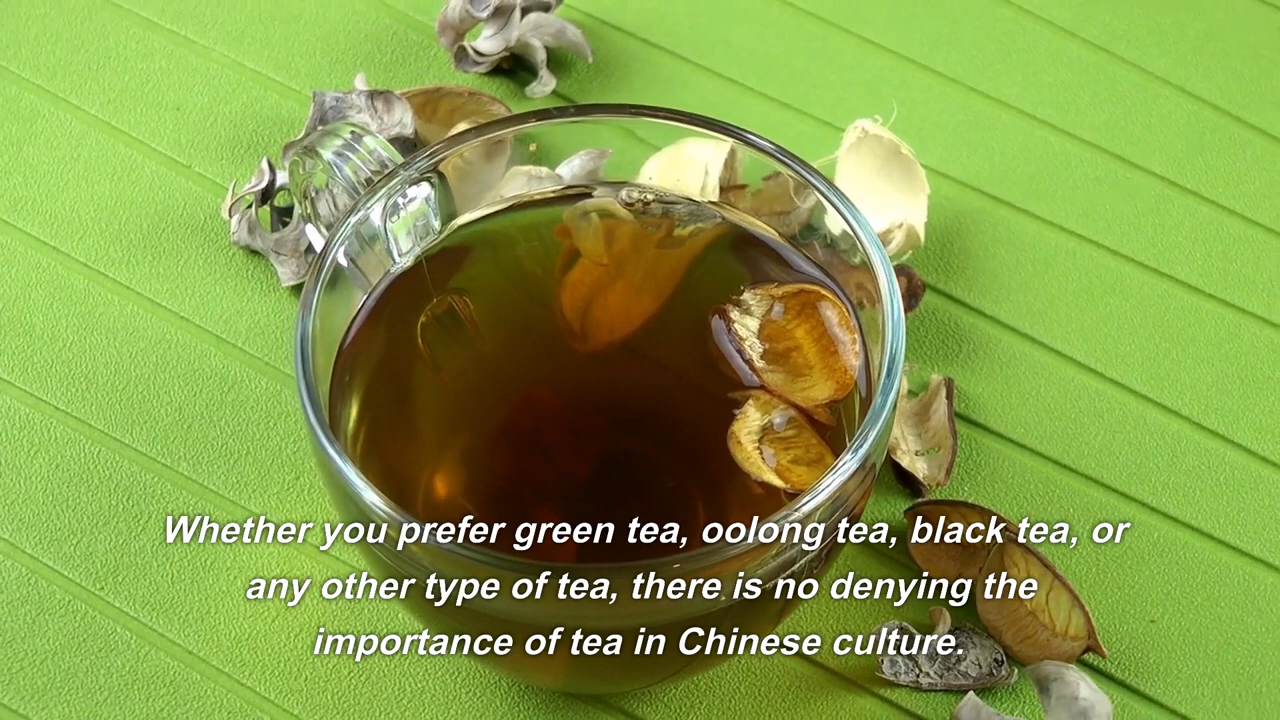 Whether you prefer green tea, oolong tea, black tea, or
any other type of tea, there is no denying the
importance of tea in Chinese culture.